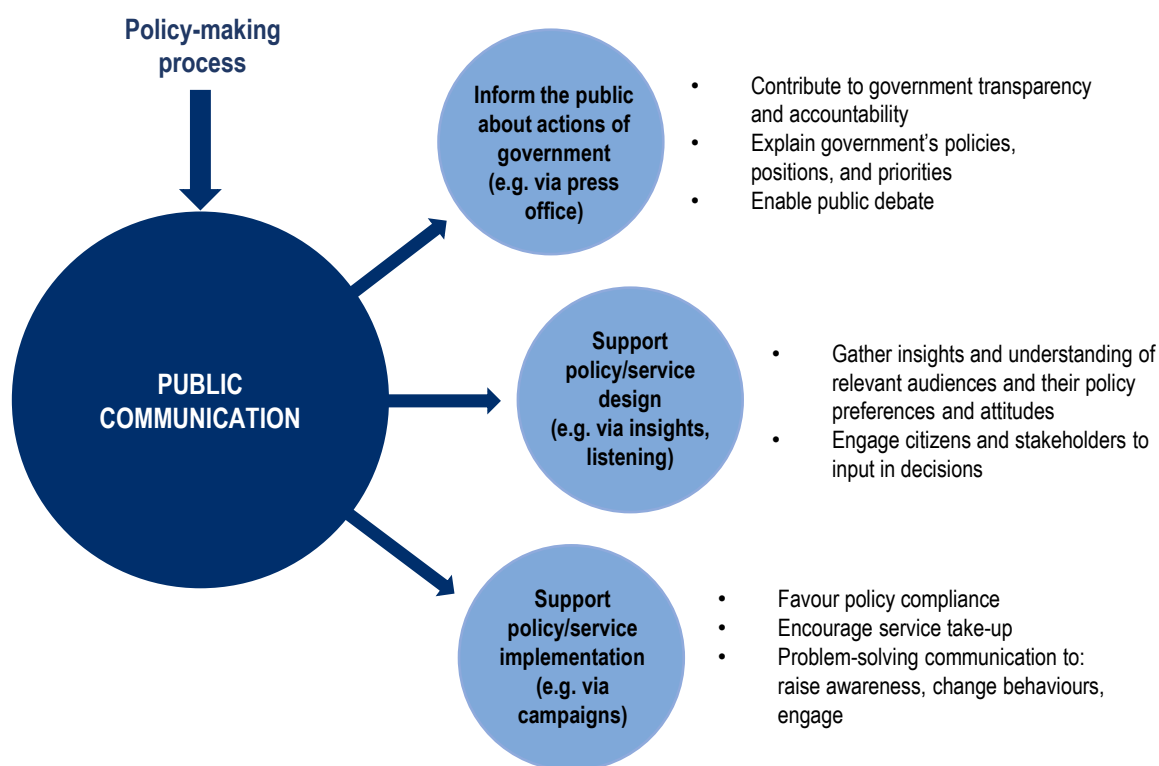 Policy-making
process
PUBLIC
COMMUNICATION
Inform the public
about actions of
government
(e.g. via press
office)
• Contribute to government transparency
and accountability
• Explain government’s policies,
positions, and priorities
• Enable public debate
Support
policy/service
design
(e.g. via insights,
listening)
• Gather insights and understanding of
relevant audiences and their policy
preferences and attitudes
• Engage citizens and stakeholders to
input in decisions
Support
policy/service
implementation
(e.g. via
campaigns)
• Favour policy compliance
• Encourage service take-up
• Problem-solving communication to:
raise awareness, change behaviours,
engage